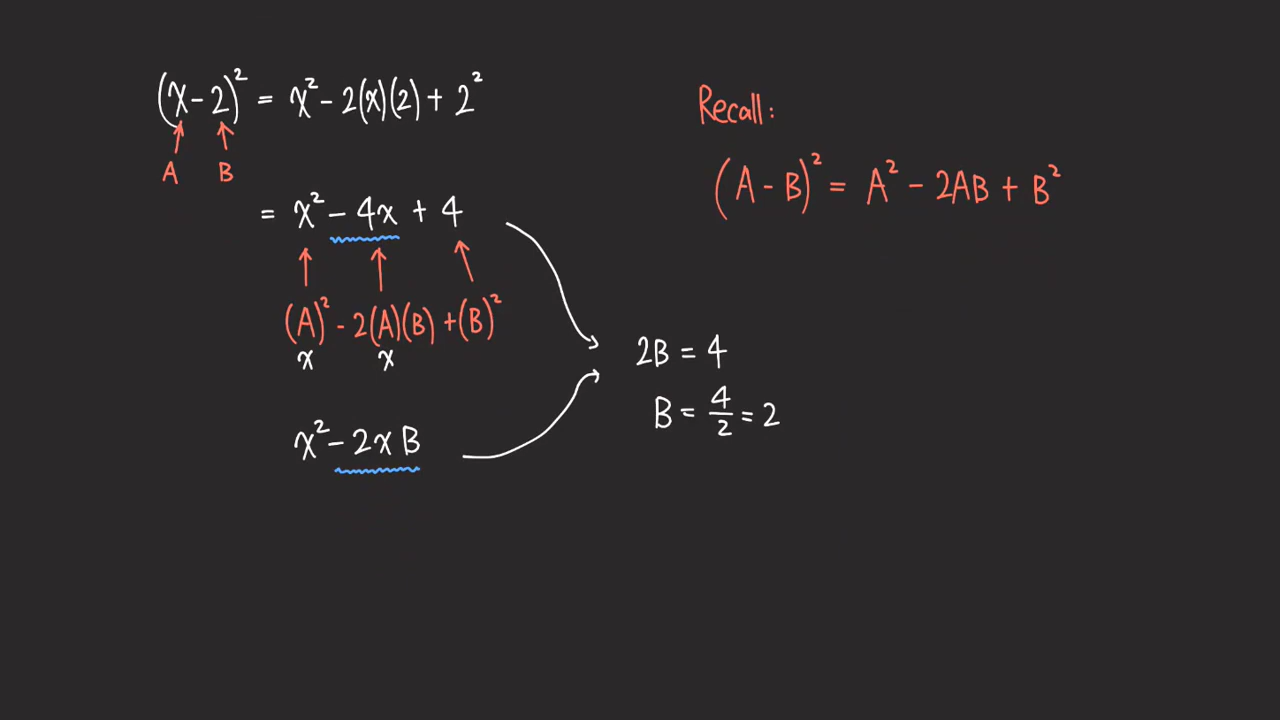 (x-2)² = x² - 2(x)(2) + 2²
A B
= x² - 4x + 4
(A)² - 2(A)(B) + (B)²
x x
x² - 2xB
Recall:
(A - B)² = A² - 2AB + B²
2B = 4
B = 4/2 = 2